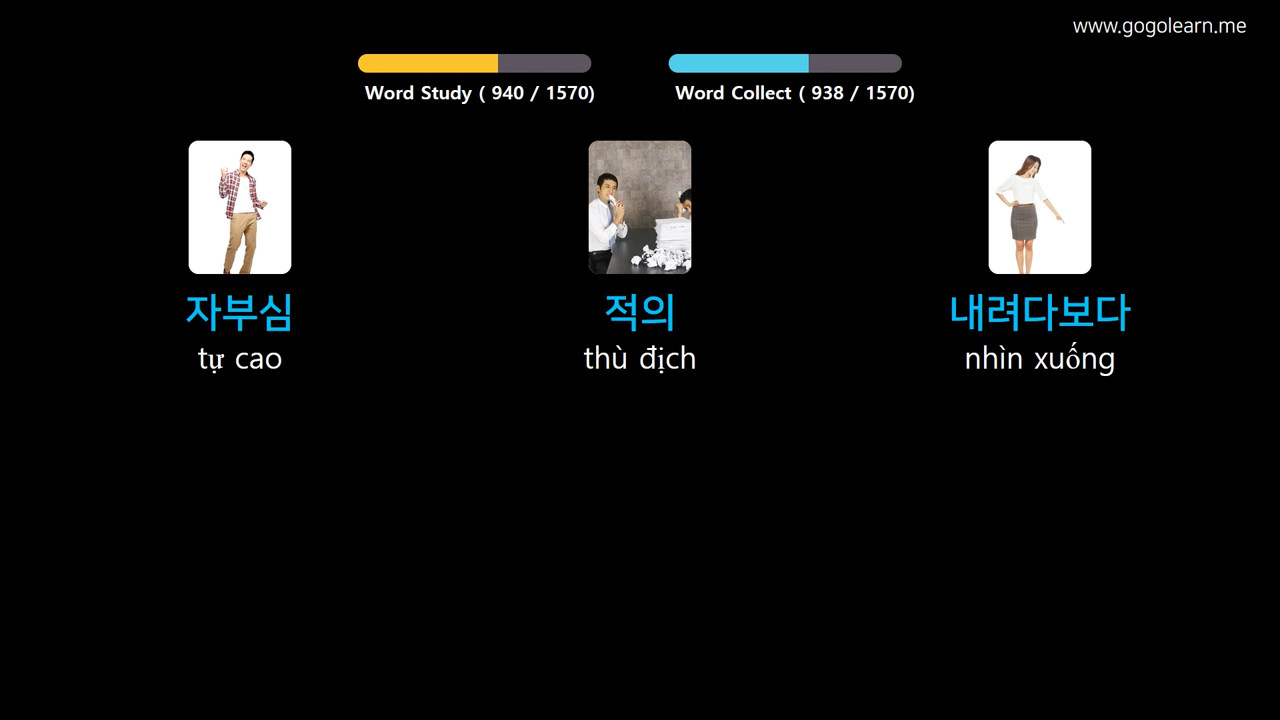 www.gogolearn.me
Word Study ( 940 / 1570)
Word Collect ( 938 / 1570)
자부심
적의
내려다보다
tự cao
thù địch
nhìn xuống